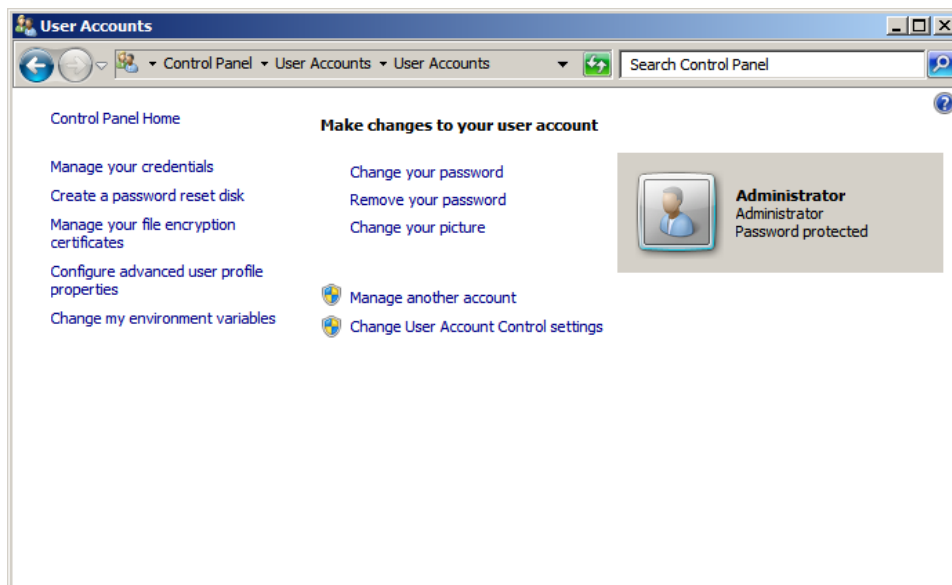 User Accounts
Control Panel User Accounts User Accounts
Search Control Panel
Control Panel Home
Manage your credentials
Create a password reset disk
Manage your file encryption
certificates
Configure advanced user profile
properties
Change my environment variables
Make changes to your user account
Change your password
Remove your password
Change your picture
Manage another account
Change User Account Control settings
Administrator
Administrator
Password protected